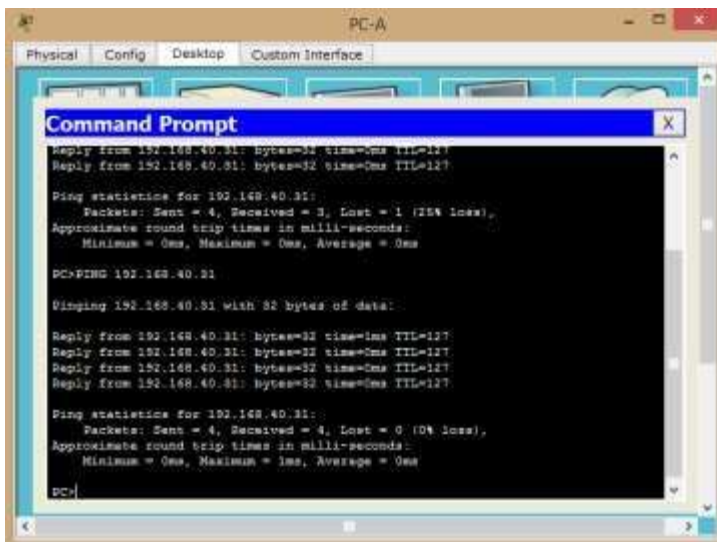 PC-A
Physical Config Desktop Custom Interface
Command Prompt X
Reply from 192.168.40.31: bytes=32 time=0ms TTL=127
Reply from 192.168.40.31: bytes=32 time=0ms TTL=127
Ping statistics for 192.168.40.31:
Packets: Sent = 4, Received = 3, Lost = 1 (25% loss),
Approximate round trip times in milli-seconds:
Minimum = 0ms, Maximum = 0ms, Average = 0ms
PC>PING 192.168.40.31
Pinging 192.168.40.31 with 32 bytes of data:
Reply from 192.168.40.31: bytes=32 time=1ms TTL=127
Reply from 192.168.40.31: bytes=32 time=0ms TTL=127
Reply from 192.168.40.31: bytes=32 time=0ms TTL=127
Reply from 192.168.40.31: bytes=32 time=0ms TTL=127
Ping statistics for 192.168.40.31:
Packets: Sent = 4, Received = 4, Lost = 0 (0% loss),
Approximate round trip times in milli-seconds:
Minimum = 0ms, Maximum = 1ms, Average = 0ms
PC>